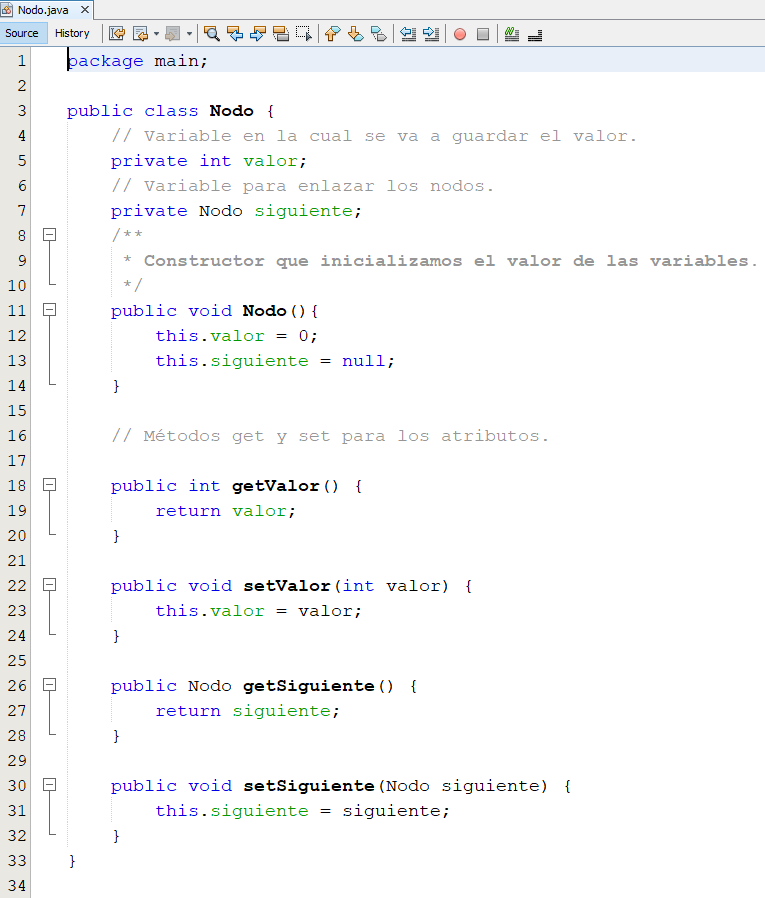 Nodo.java
Source History
1 package main;
2
3 public class Nodo {
4 // Variable en la cual se va a guardar el valor.
5 private int valor;
6 // Variable para enlazar los nodos.
7 private Nodo siguiente;
8 /**
9 * Constructor que inicializamos el valor de las variables.
10 */
11 public void Nodo(){
12 this.valor = 0;
13 this.siguiente = null;
14 }
15
16 // Métodos get y set para los atributos.
17
18 public int getValor() {
19 return valor;
20 }
21
22 public void setValor(int valor) {
23 this.valor = valor;
24 }
25
26 public Nodo getSiguiente() {
27 return siguiente;
28 }
29
30 public void setSiguiente(Nodo siguiente) {
31 this.siguiente = siguiente;
32 }
33 }
34